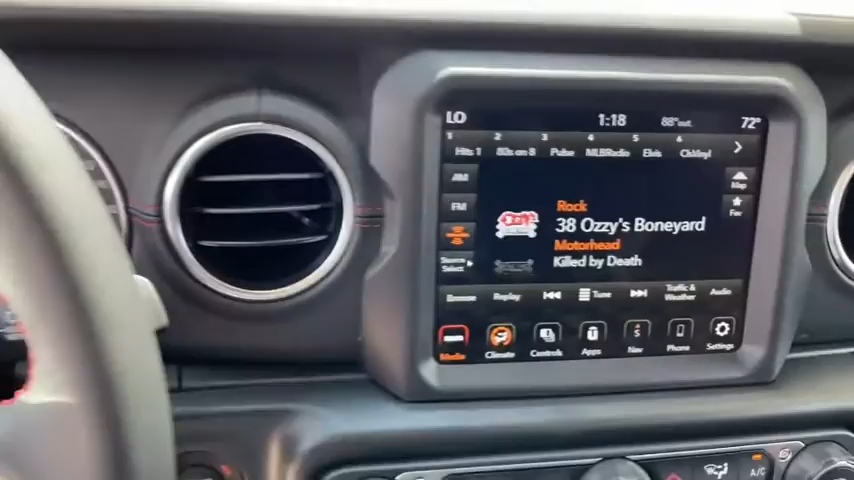 LO 1:18 88°out 72°
1 2 3 4 5 6
Hits 1 80s on 8 Pulse MLBRadio Elvis ChVinyl
AM
Map
FM
Fav
Rock
38 Ozzy's Boneyard
Motorhead
Killed by Death
Source
Select
Browse Replay Tune Traffic & Weather Audio
Media Climate Controls Apps Nav Phone Settings
A/C